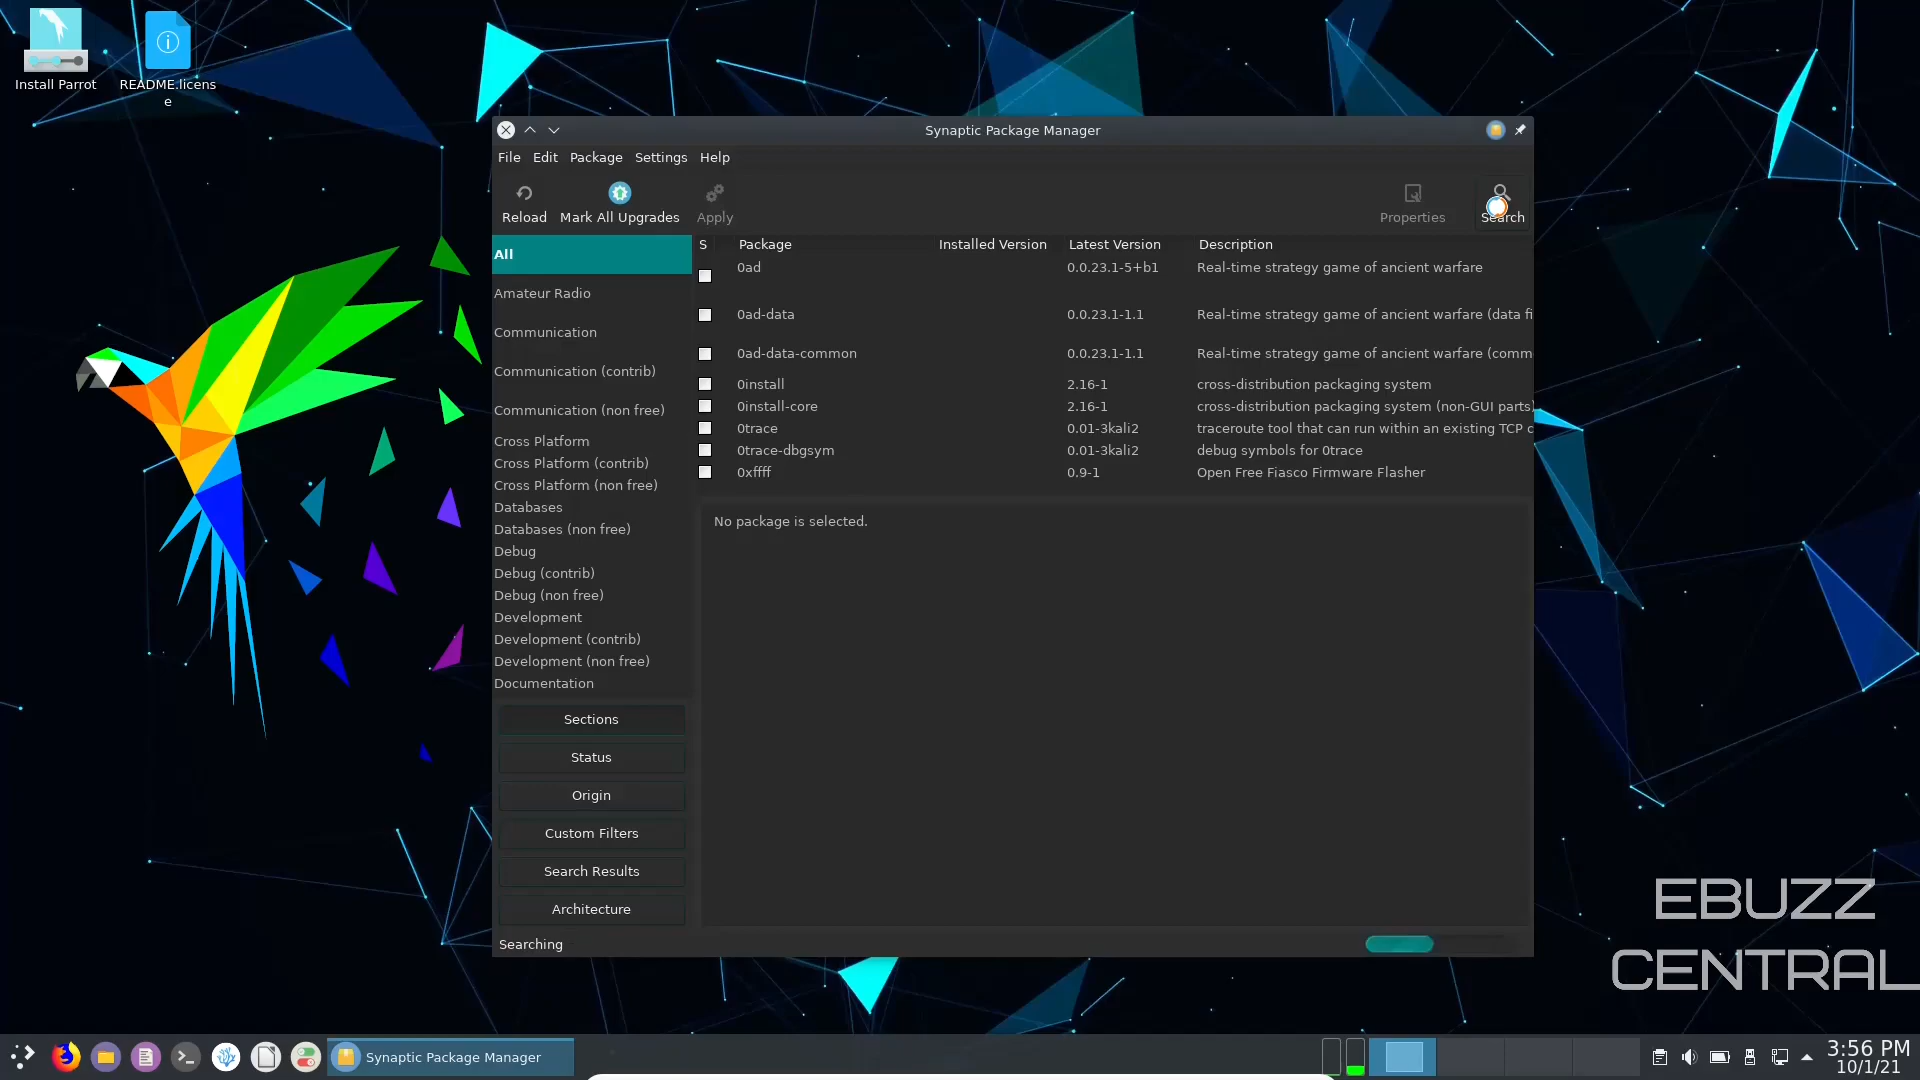 Install Parrot
README.licens
e
Synaptic Package Manager
File Edit Package Settings Help
Reload Mark All Upgrades Apply Properties Search
All
Amateur Radio
Communication
Communication (contrib)
Communication (non free)
Cross Platform
Cross Platform (contrib)
Cross Platform (non free)
Databases
Databases (non free)
Debug
Debug (contrib)
Debug (non free)
Development
Development (contrib)
Development (non free)
Documentation
Sections
Status
Origin
Custom Filters
Search Results
Architecture
S Package Installed Version Latest Version Description
0ad 0.0.23.1-5+b1 Real-time strategy game of ancient warfare
0ad-data 0.0.23.1-1.1 Real-time strategy game of ancient warfare (data fi
0ad-data-common 0.0.23.1-1.1 Real-time strategy game of ancient warfare (comm
0install 2.16-1 cross-distribution packaging system
0install-core 2.16-1 cross-distribution packaging system (non-GUI parts)
0trace 0.01-3kali2 traceroute tool that can run within an existing TCP c
0trace-dbgsym 0.01-3kali2 debug symbols for 0trace
0xffff 0.9-1 Open Free Fiasco Firmware Flasher
No package is selected.
Searching
EBUZZ
CENTRAL
Synaptic Package Manager
3:56 PM
10/1/21